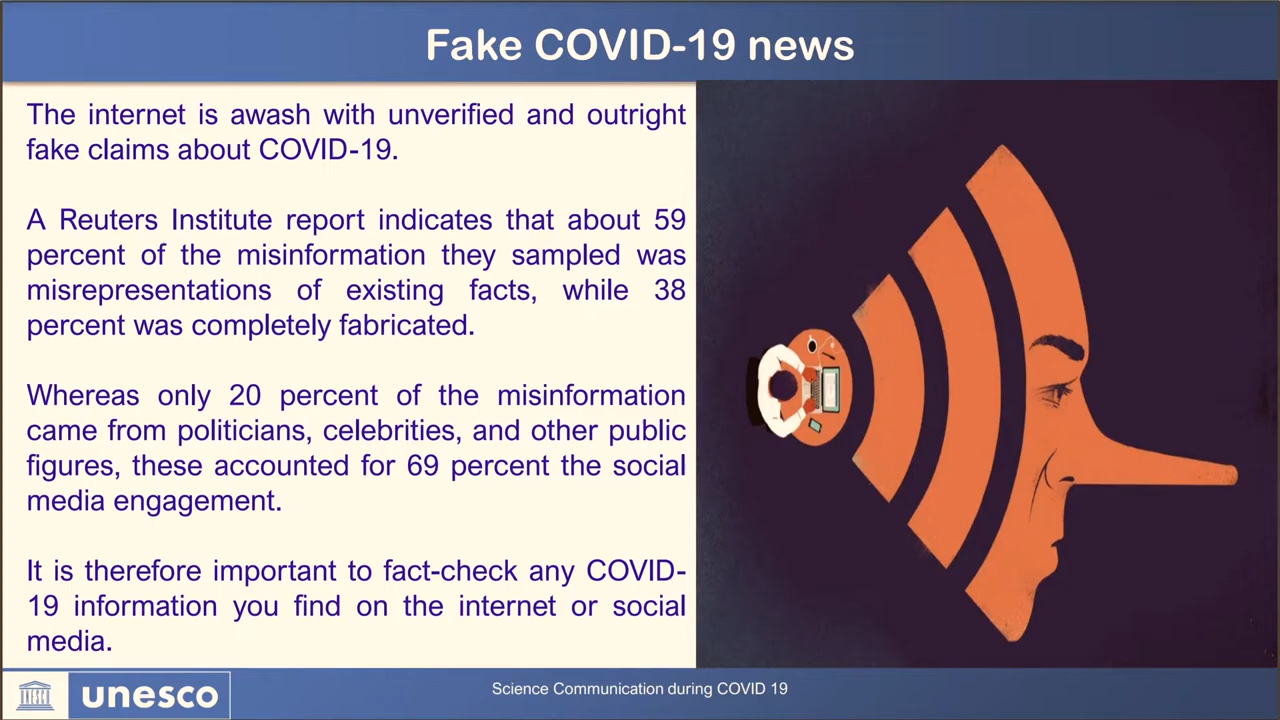 Fake COVID-19 news
The internet is awash with unverified and outright
fake claims about COVID-19.
A Reuters Institute report indicates that about 59
percent of the misinformation they sampled was
misrepresentations of existing facts, while 38
percent was completely fabricated.
Whereas only 20 percent of the misinformation
came from politicians, celebrities, and other public
figures, these accounted for 69 percent the social
media engagement.
It is therefore important to fact-check any COVID-
19 information you find on the internet or social
media.
unesco
Science Communication during COVID 19